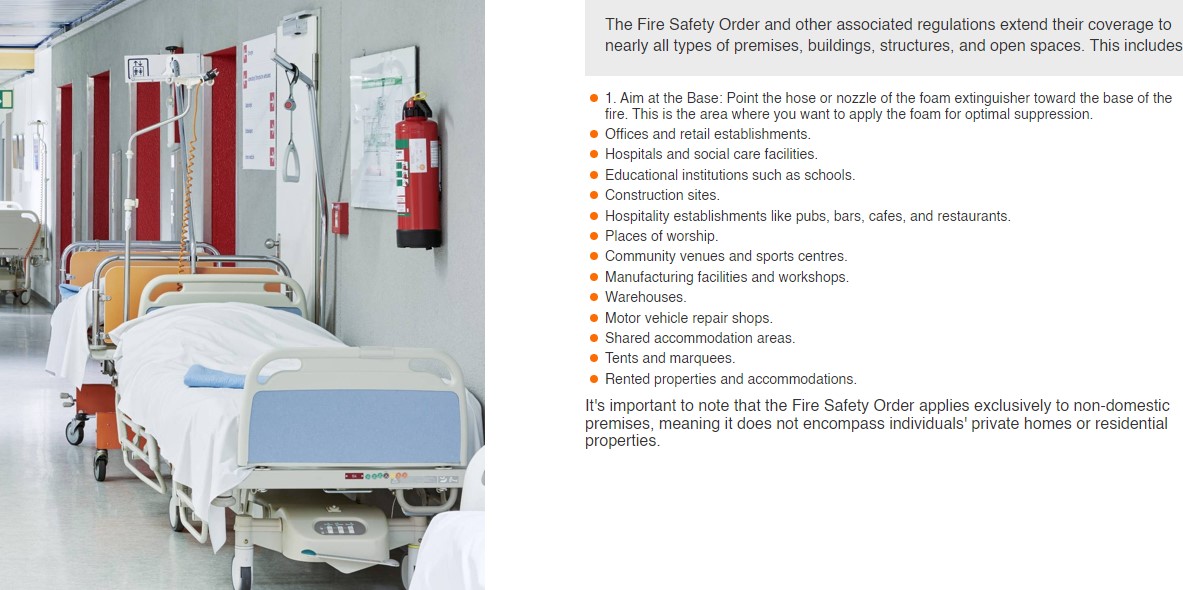 The Fire Safety Order and other associated regulations extend their coverage to
nearly all types of premises, buildings, structures, and open spaces. This includes
1. Aim at the Base: Point the hose or nozzle of the foam extinguisher toward the base of the
fire. This is the area where you want to apply the foam for optimal suppression.
Offices and retail establishments.
Hospitals and social care facilities.
Educational institutions such as schools.
Construction sites.
Hospitality establishments like pubs, bars, cafes, and restaurants.
Places of worship.
Community venues and sports centres.
Manufacturing facilities and workshops.
Warehouses.
Motor vehicle repair shops.
Shared accommodation areas.
Tents and marquees.
Rented properties and accommodations.
It's important to note that the Fire Safety Order applies exclusively to non-domestic
premises, meaning it does not encompass individuals' private homes or residential
properties.